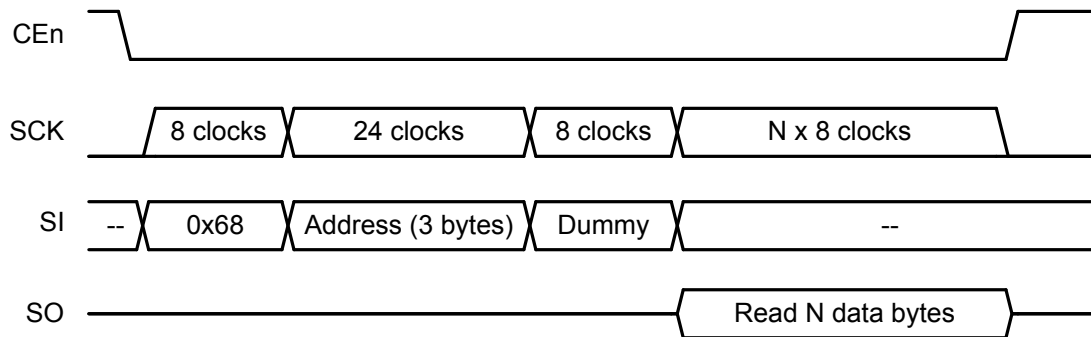 CEn
SCK 8 clocks 24 clocks 8 clocks N x 8 clocks
SI -- 0x68 Address (3 bytes) Dummy --
SO Read N data bytes